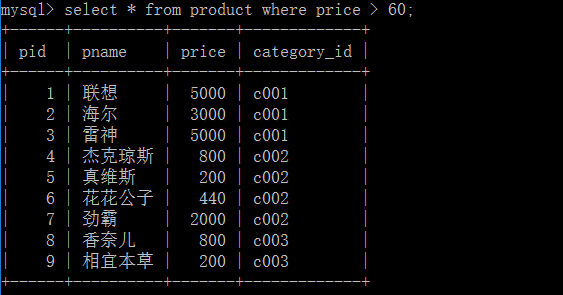 mysql> select * from product where price > 60;
+------+----------+-------+-------------+
| pid | pname | price | category_id |
+------+----------+-------+-------------+
| 1 | 联想 | 5000 | c001 |
| 2 | 海尔 | 3000 | c001 |
| 3 | 雷神 | 5000 | c001 |
| 4 | 杰克琼斯 | 800 | c002 |
| 5 | 真维斯 | 200 | c002 |
| 6 | 花花公子 | 440 | c002 |
| 7 | 劲霸 | 2000 | c002 |
| 8 | 香奈儿 | 800 | c003 |
| 9 | 相宜本草 | 200 | c003 |
+------+----------+-------+-------------+